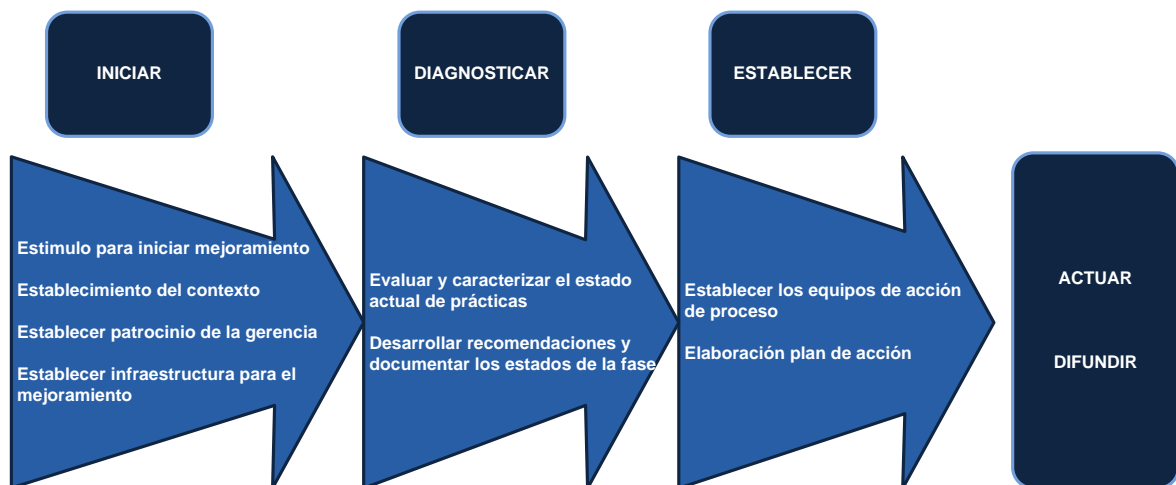 INICIAR
DIAGNOSTICAR
ESTABLECER
Estimulo para iniciar mejoramiento
Establecimiento del contexto
Establecer patrocinio de la gerencia
Establecer infraestructura para el
mejoramiento
Evaluar y caracterizar el estado
actual de prácticas
Desarrollar recomendaciones y
documentar los estados de la fase
Establecer los equipos de acción
de proceso
Elaboración plan de acción
ACTUAR
DIFUNDIR